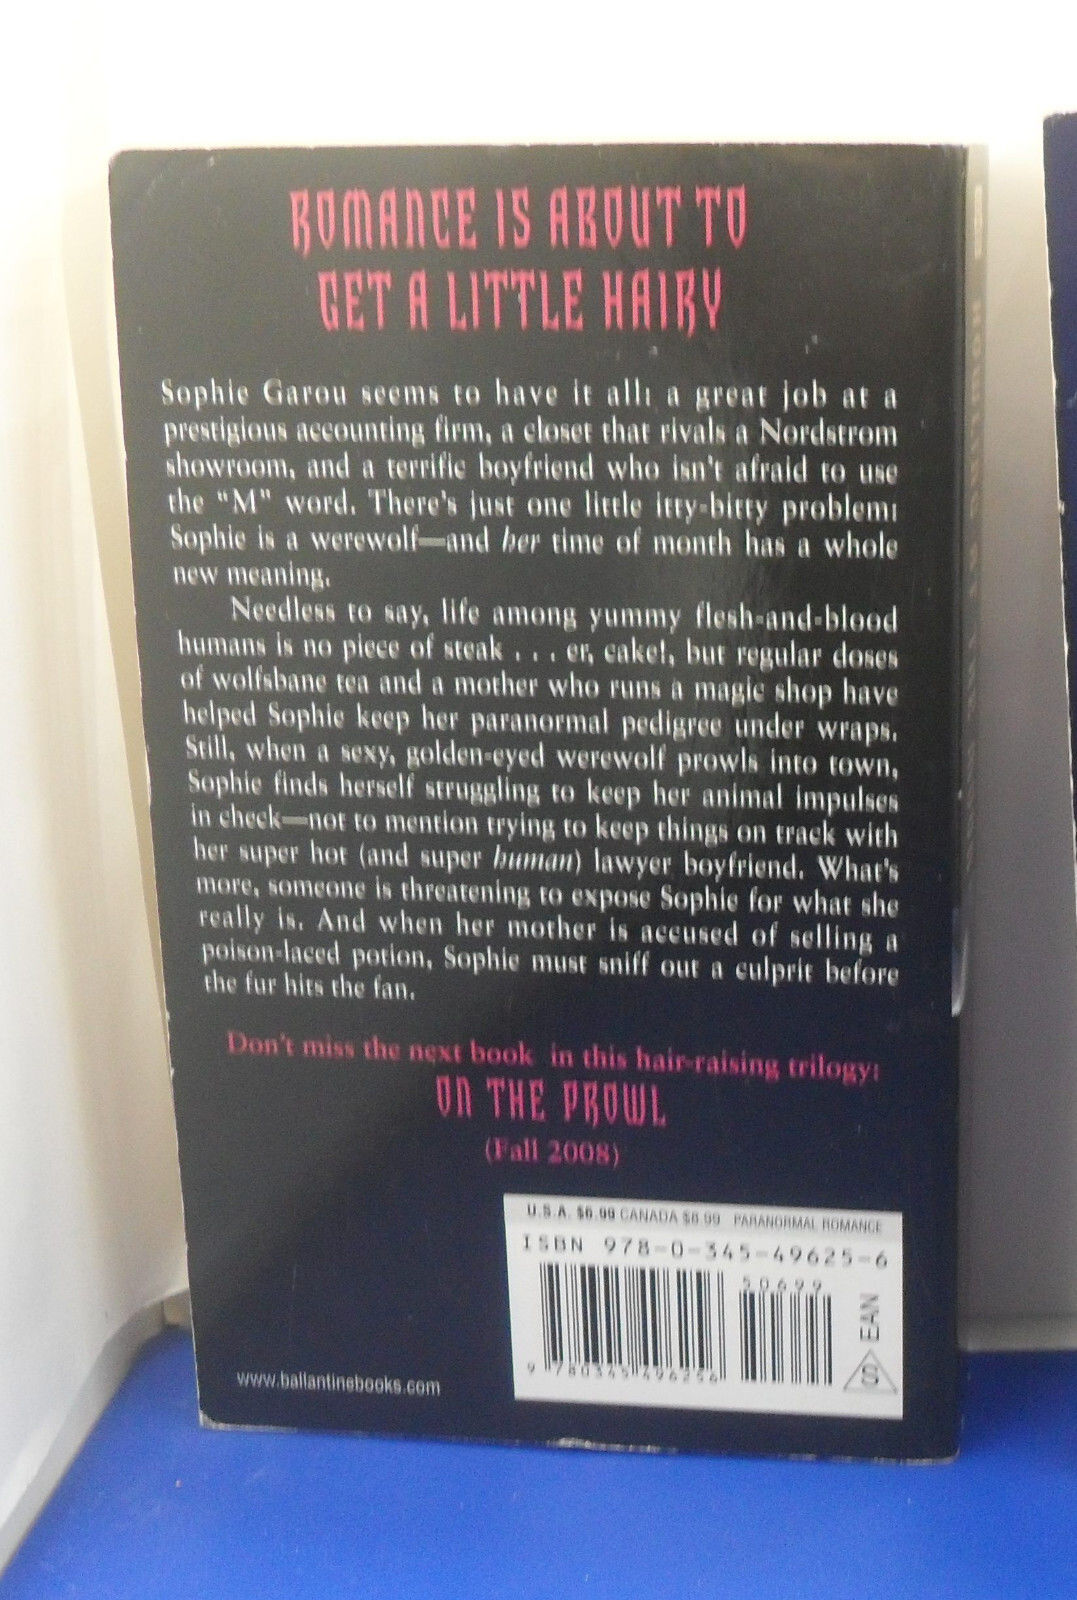 ROMANCE IS ABOUT TO
GET A LITTLE HAIRY
Sophie Garou seems to have it all: a great job at a
prestigious accounting firm, a closet that rivals a Nordstrom
showroom, and a terrific boyfriend who isn't afraid to use
the "M" word. There's just one little itty-bitty problem:
Sophie is a werewolf—and her time of month has a whole
new meaning.
Needless to say, life among yummy flesh-and-blood
humans is no piece of steak . . . er, cake!, but regular doses
of wolfsbane tea and a mother who runs a magic shop have
helped Sophie keep her paranormal pedigree under wraps.
Still, when a sexy, golden-eyed werewolf prowls into town,
Sophie finds herself struggling to keep her animal impulses
in check—not to mention trying to keep things on track with
her super hot (and super human) lawyer boyfriend. What's
more, someone is threatening to expose Sophie for what she
really is. And when her mother is accused of selling a
poison-laced potion, Sophie must sniff out a culprit before
the fur hits the fan.
Don't miss the next book in this hair-raising trilogy:
ON THE PROWL
(Fall 2008)
U.S.A. $6.99 CANADA $8.99 PARANORMAL ROMANCE
ISBN 978-0-345-49625-6
50699
EAN
S
9 780345 496256
www.ballantinebooks.com